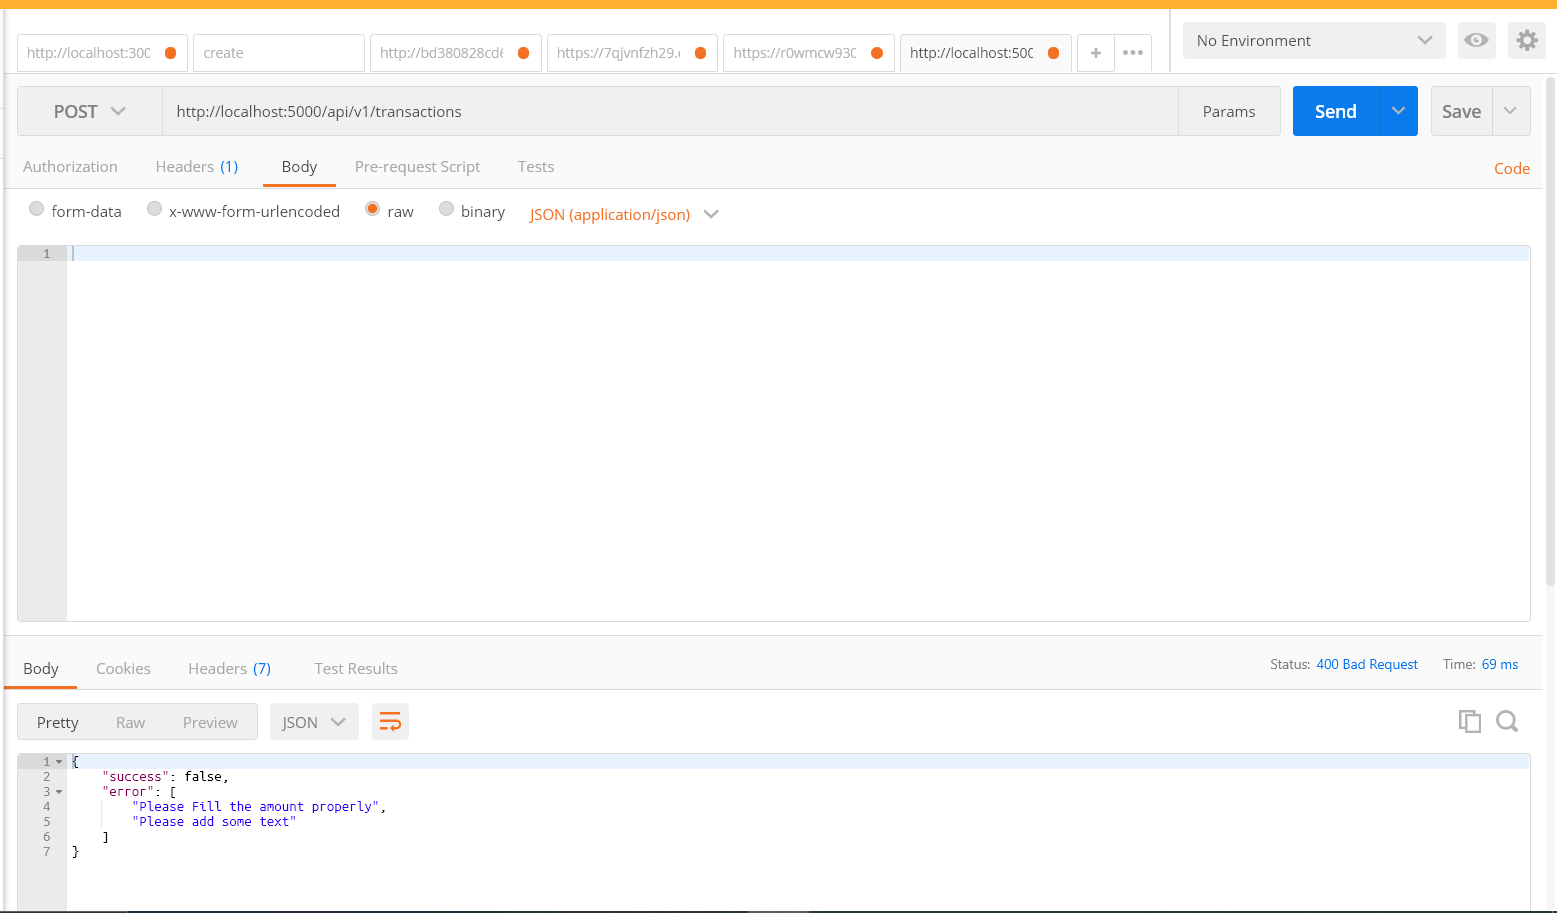 http://localhost:300
create
http://bd380828cd6
https://7qjvnfzh29.e
https://r0wmcw930
http://localhost:500
+
No Environment
POST
http://localhost:5000/api/v1/transactions
Params
Send
Save
Authorization
Headers (1)
Body
Pre-request Script
Tests
Code
form-data
x-www-form-urlencoded
raw
binary
JSON (application/json)
1
Body
Cookies
Headers (7)
Test Results
Status: 400 Bad Request
Time: 69 ms
Pretty
Raw
Preview
JSON
1 {
2 "success": false,
3 "error": [
4 "Please Fill the amount properly",
5 "Please add some text"
6 ]
7 }